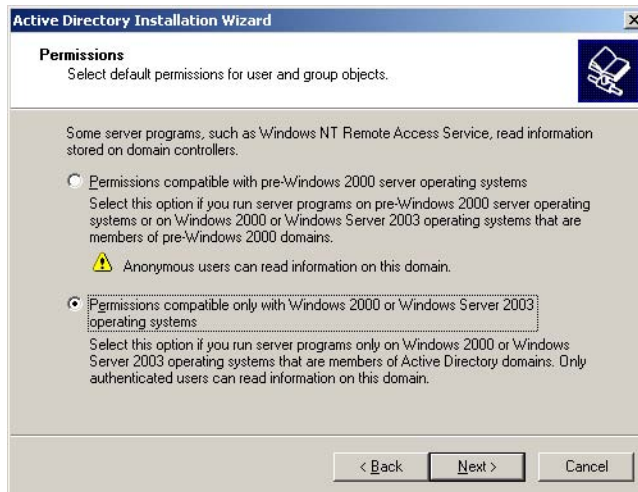 Active Directory Installation Wizard
Permissions
Select default permissions for user and group objects.
Some server programs, such as Windows NT Remote Access Service, read information
stored on domain controllers.
Permissions compatible with pre-Windows 2000 server operating systems
Select this option if you run server programs on pre-Windows 2000 server operating
systems or on Windows 2000 or Windows Server 2003 operating systems that are
members of pre-Windows 2000 domains.
Anonymous users can read information on this domain.
Permissions compatible only with Windows 2000 or Windows Server 2003
operating systems
Select this option if you run server programs only on Windows 2000 or Windows
Server 2003 operating systems that are members of Active Directory domains. Only
authenticated users can read information on this domain.
< Back Next > Cancel